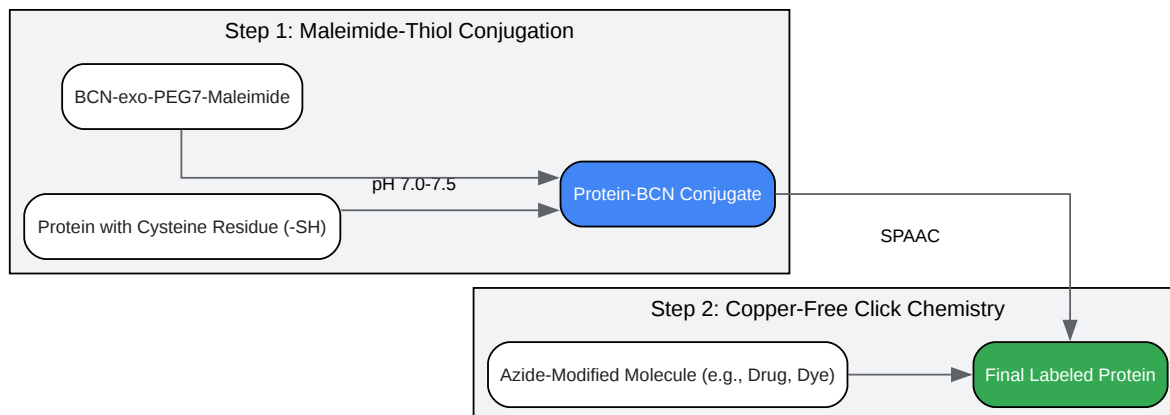 Step 1: Maleimide-Thiol Conjugation
BCN-exo-PEG7-Maleimide
pH 7.0-7.5
Protein-BCN Conjugate
Protein with Cysteine Residue (-SH)
SPAAC
Step 2: Copper-Free Click Chemistry
Azide-Modified Molecule (e.g., Drug, Dye)
Final Labeled Protein